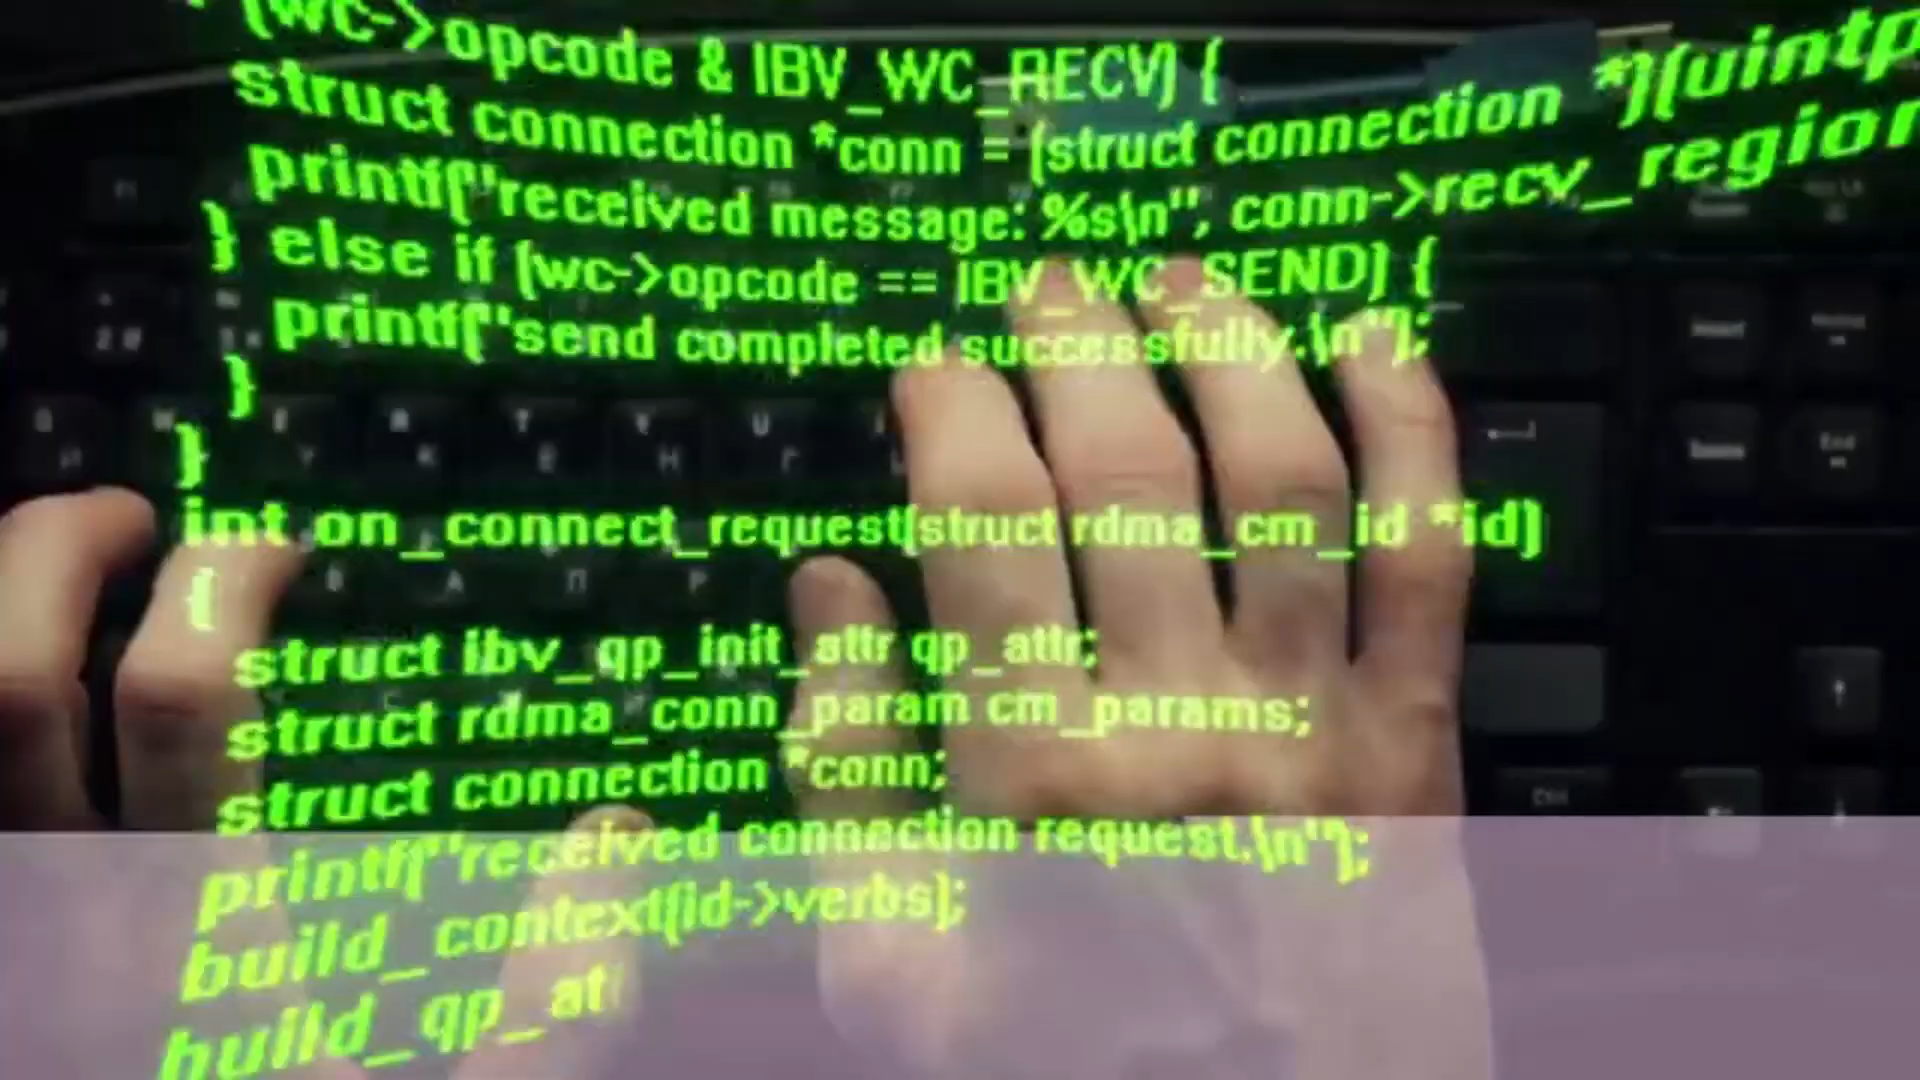 (wc->opcode & IBV_WC_RECV) {
struct connection *conn = (struct connection *)(uintp
printf("received message: %s\n", conn->recv_region
} else if (wc->opcode == IBV_WC_SEND) {
printf("send completed successfully.\n");
}
}
int on_connect_request(struct rdma_cm_id *id)
{
struct ibv_qp_init_attr qp_attr;
struct rdma_conn_param cm_params;
struct connection *conn;
printf("received connection request.\n");
build_context(id->verbs);
build_qp_at